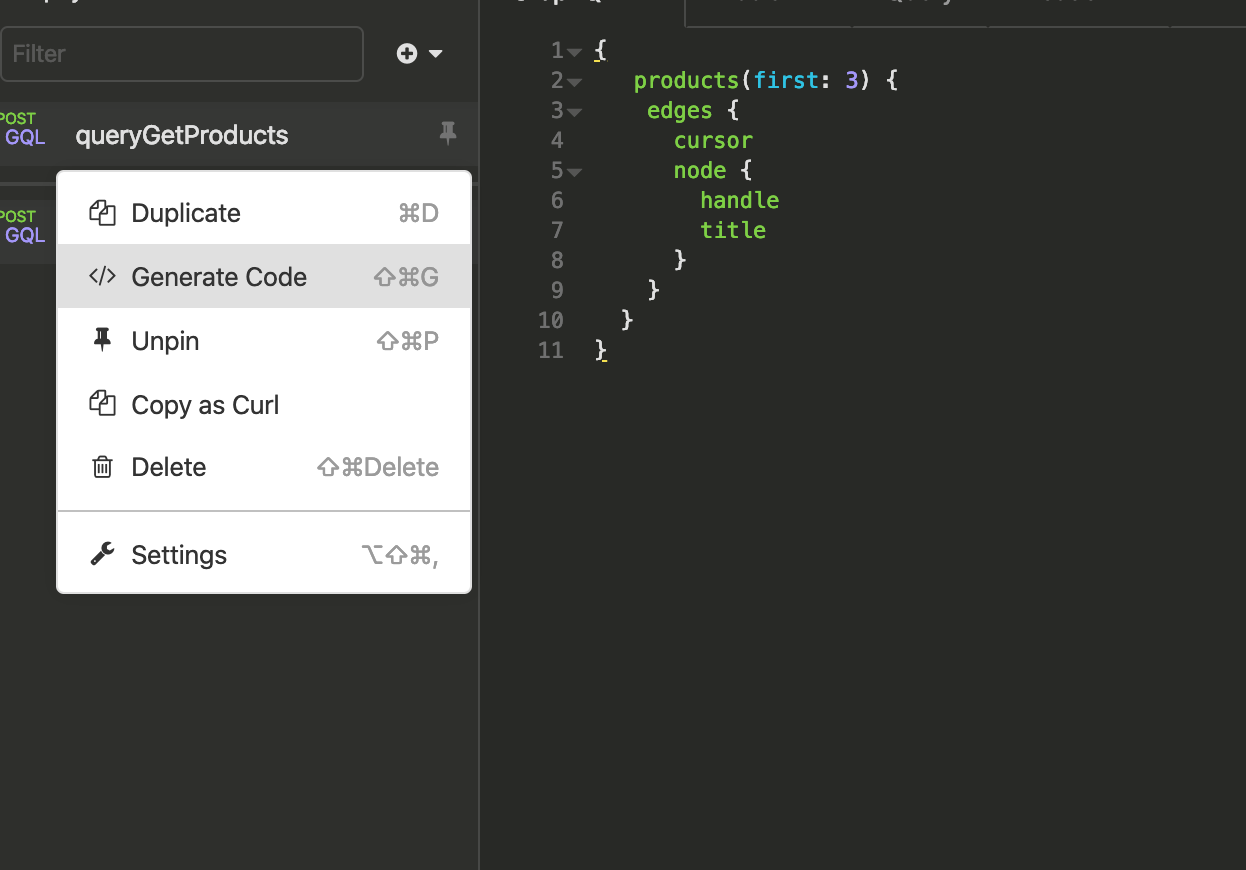 Filter
POST
GQL
queryGetProducts
POST
GQL
Duplicate ⌘D
Generate Code ⇧⌘G
Unpin ⇧⌘P
Copy as Curl
Delete ⇧⌘Delete
Settings ⌥⇧⌘,
1 {
2 products(first: 3) {
3 edges {
4 cursor
5 node {
6 handle
7 title
8 }
9 }
10 }
11 }